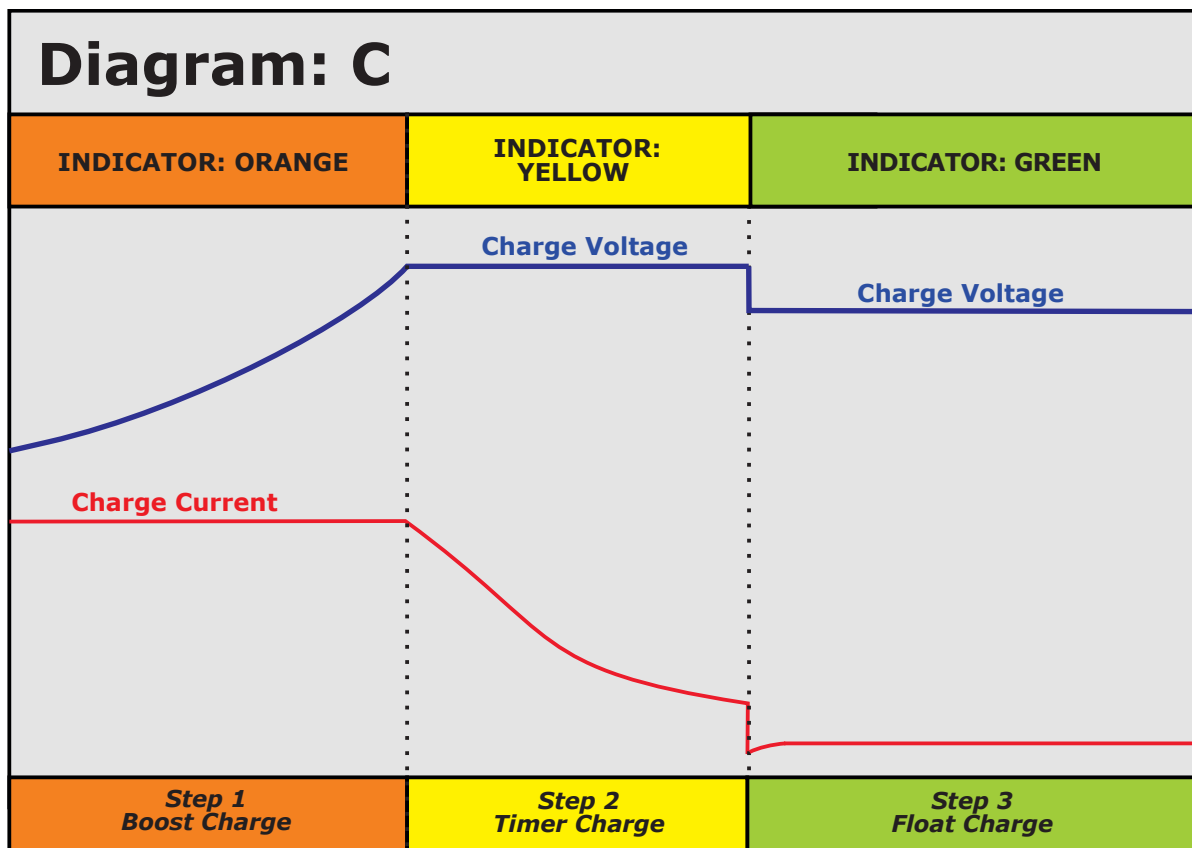 Diagram: C
INDICATOR: ORANGE
INDICATOR:
YELLOW
INDICATOR: GREEN
Charge Voltage
Charge Voltage
Charge Current
Step 1
Boost Charge
Step 2
Timer Charge
Step 3
Float Charge